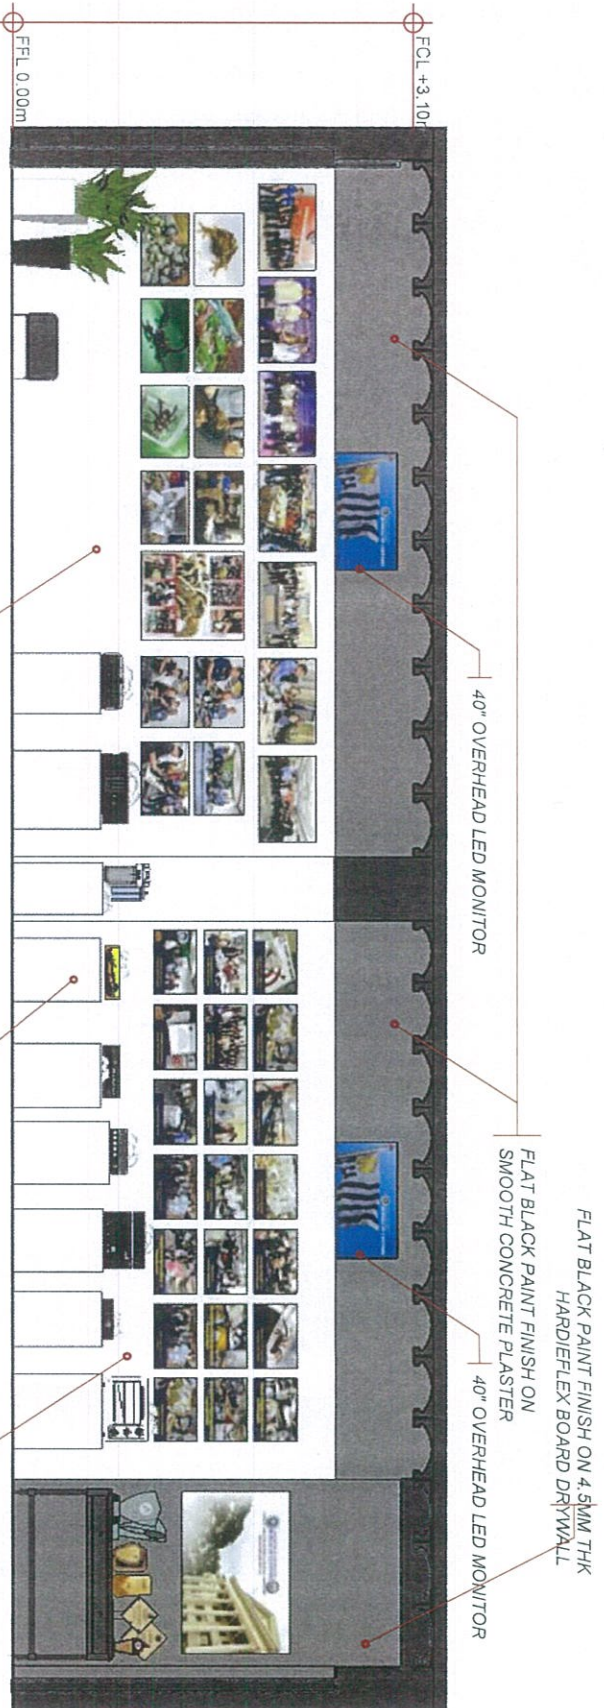 FCL +3.10m
FFL 0.00m
40" OVERHEAD LED MONITOR
FLAT BLACK PAINT FINISH ON
SMOOTH CONCRETE PLASTER
40" OVERHEAD LED MONITOR
FLAT BLACK PAINT FINISH ON 4.5MM THK
HARDIEFLEX BOARD DRYWALL